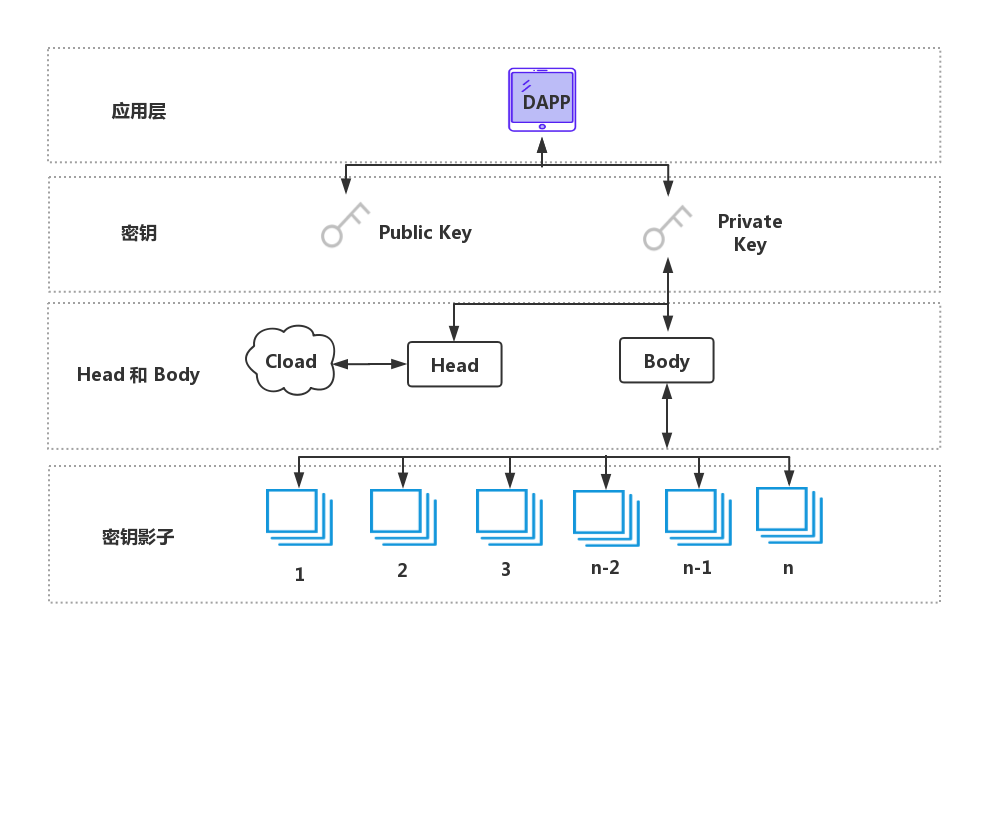 应用层
DAPP
密钥
Public Key
Private
Key
Head 和 Body
Cload
Head
Body
密钥影子
1
2
3
n-2
n-1
n